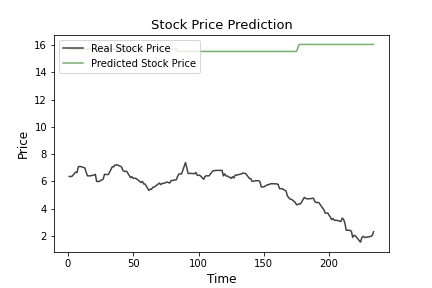 Stock Price Prediction
Real Stock Price
Predicted Stock Price
Price
16
14
12
10
8
6
4
2
0 50 100 150 200
Time